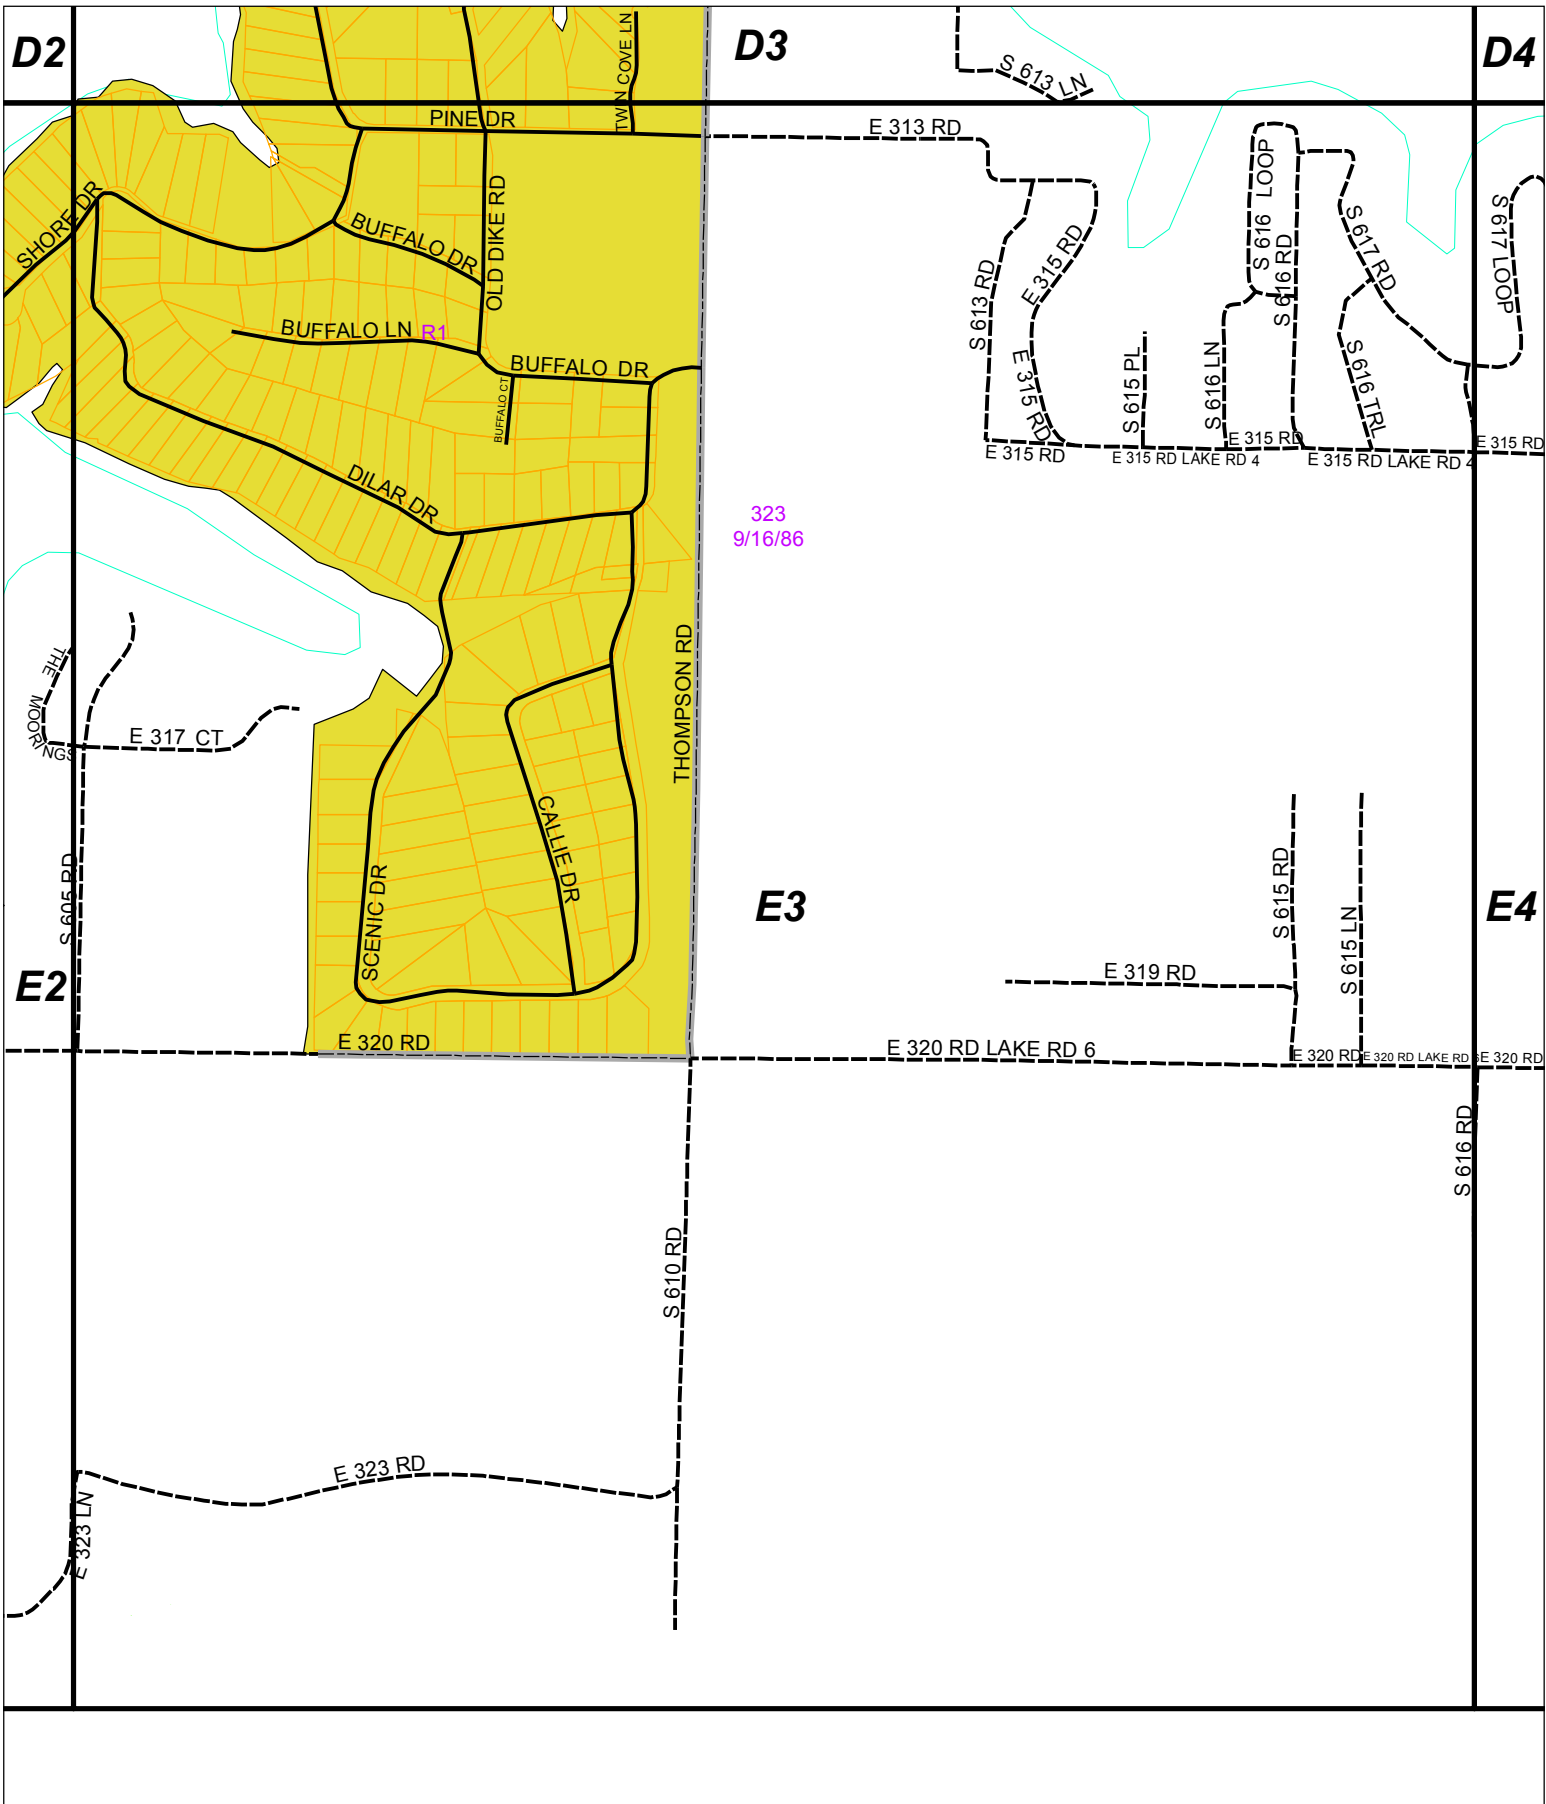 D2
D3
D4
TWIN COVE LN
S 613 LN
PINE DR
E 313 RD
SHORE DR
BUFFALO DR
OLD DIKE RD
S 613 RD
E 315 RD
E 315 RD
S 616 LOOP
S 616 RD
S 617 RD
S 617 LOOP
BUFFALO LN
R1
BUFFALO DR
BUFFALO CT
S 615 PL
S 616 LN
S 616 TRL
E 315 RD
E 315 RD LAKE RD 4
E 315 RD
E 315 RD LAKE RD 4
E 315 RD
DILAR DR
323
9/16/86
THE MOORINGS
E 317 CT
THOMPSON RD
CALLIE DR
SCENIC DR
S 605 RD
E3
E4
S 615 RD
S 615 LN
E2
E 319 RD
E 320 RD
E 320 RD LAKE RD 6
E 320 RD
E 320 RD LAKE RD 6
E 320 RD
S 616 RD
S 610 RD
E 323 RD
E 323 LN